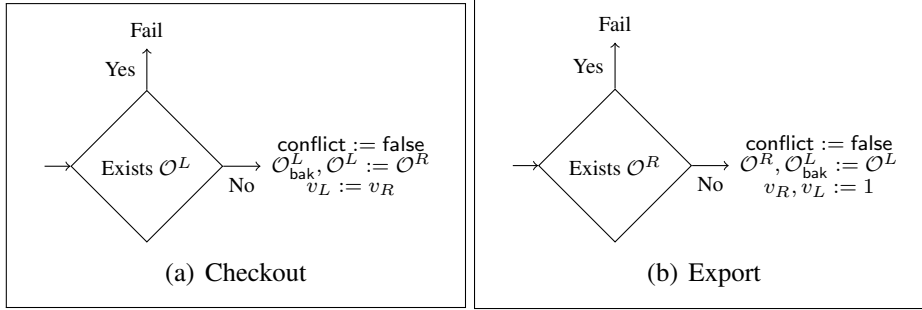 Fail
Yes
Exists 𝒪^L
No
conflict := false
𝒪^L_bak, 𝒪^L := 𝒪^R
v_L := v_R
(a) Checkout
Fail
Yes
Exists 𝒪^R
No
conflict := false
𝒪^R, 𝒪^L_bak := 𝒪^L
v_R, v_L := 1
(b) Export